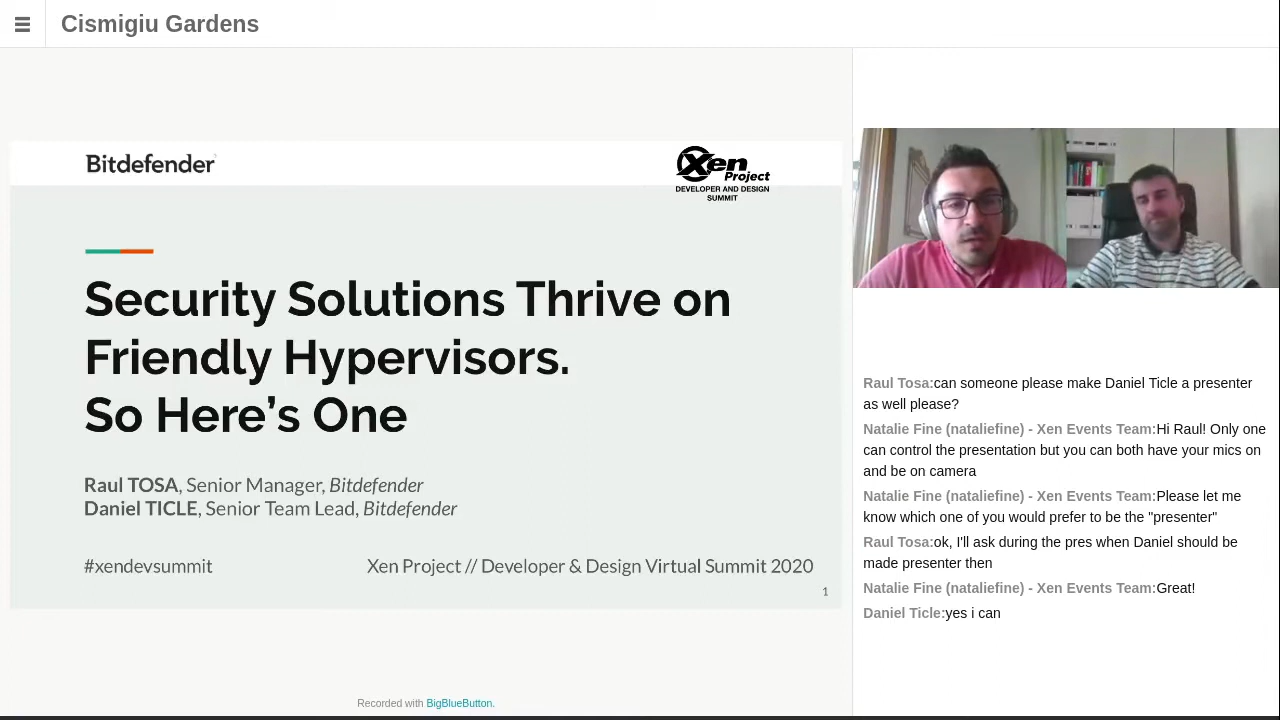 Cismigiu Gardens
Bitdefender
Xen
Project
DEVELOPER AND DESIGN
SUMMIT
Security Solutions Thrive on
Friendly Hypervisors.
So Here’s One
Raul TOSA, Senior Manager, Bitdefender
Daniel TICLE, Senior Team Lead, Bitdefender
#xendevsummit
Xen Project // Developer & Design Virtual Summit 2020
1
Recorded with BigBlueButton.
Raul Tosa:can someone please make Daniel Ticle a presenter
as well please?
Natalie Fine (nataliefine) - Xen Events Team:Hi Raul! Only one
can control the presentation but you can both have your mics on
and be on camera
Natalie Fine (nataliefine) - Xen Events Team:Please let me
know which one of you would prefer to be the "presenter"
Raul Tosa:ok, I'll ask during the pres when Daniel should be
made presenter then
Natalie Fine (nataliefine) - Xen Events Team:Great!
Daniel Ticle:yes i can